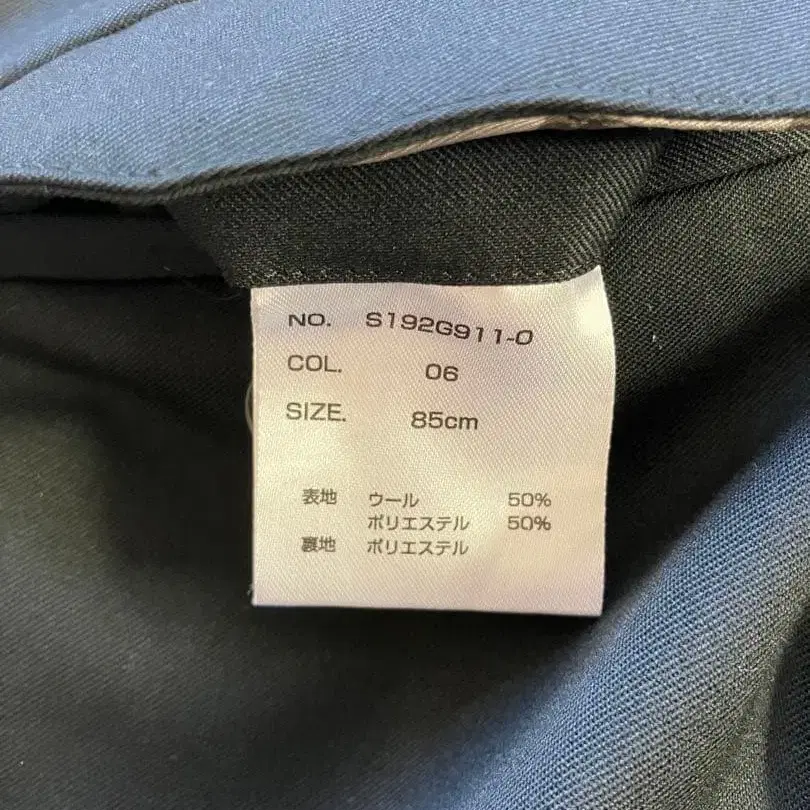 NO. S192G911-0
COL. 06
SIZE. 85cm
表地 ウール 50%
ポリエステル 50%
裏地 ポリエステル